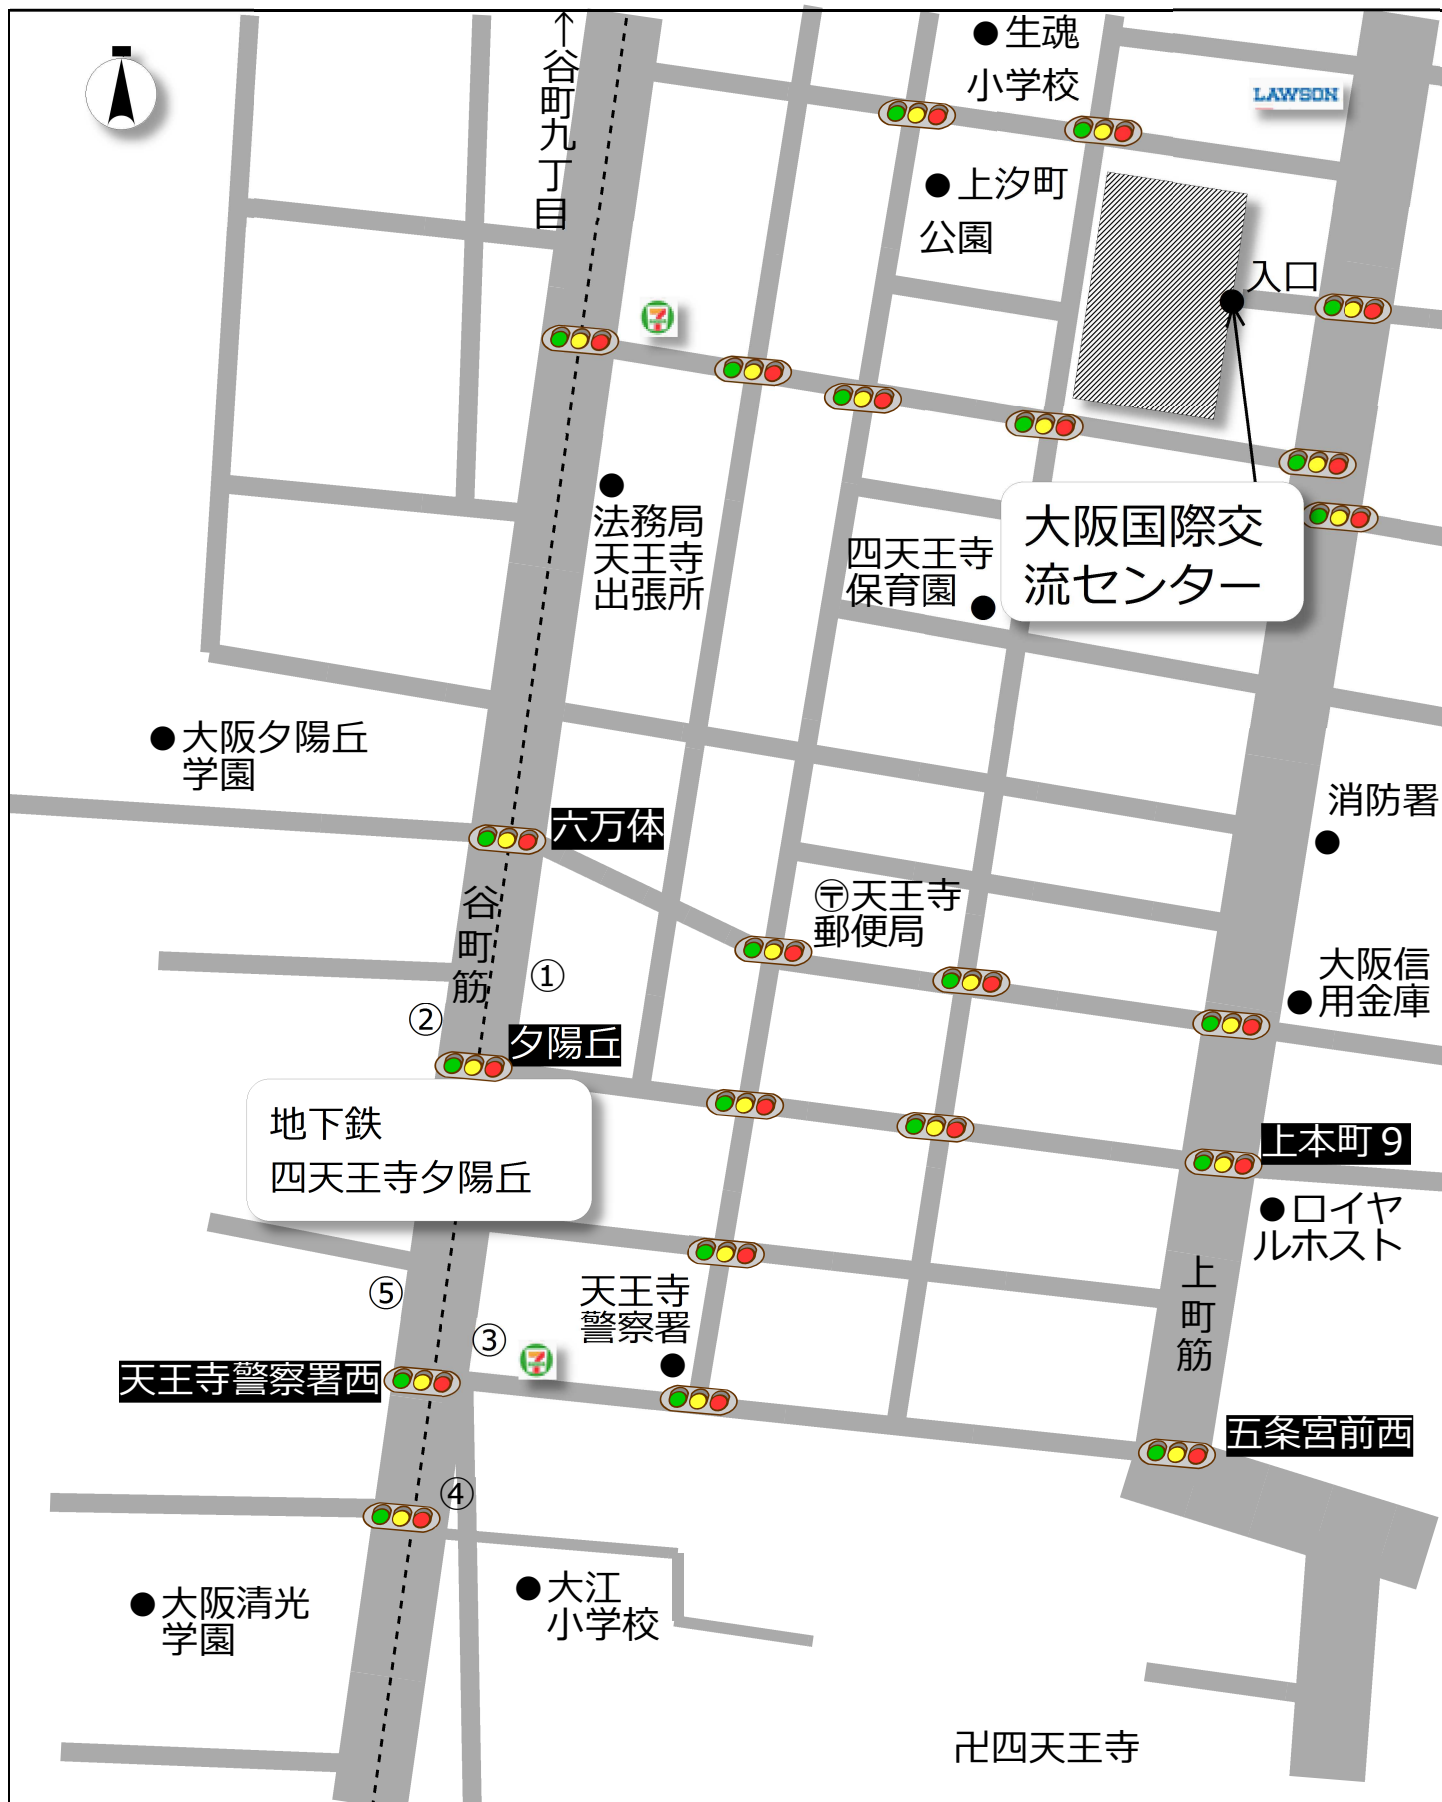 ↑谷町九丁目
●生魂
小学校
LAWSON
●上汐町
公園
入口
7
法務局
天王寺
出張所
四天王寺
保育園
大阪国際交
流センター
●大阪夕陽丘
学園
六万体
消防署
谷町筋
〶天王寺
郵便局
①
大阪信
用金庫
②
夕陽丘
地下鉄
四天王寺夕陽丘
上本町９
●ロイヤ
ルホスト
上町筋
⑤
天王寺
警察署
③
7
天王寺警察署西
五条宮前西
④
●大阪清光
学園
●大江
小学校
卍四天王寺